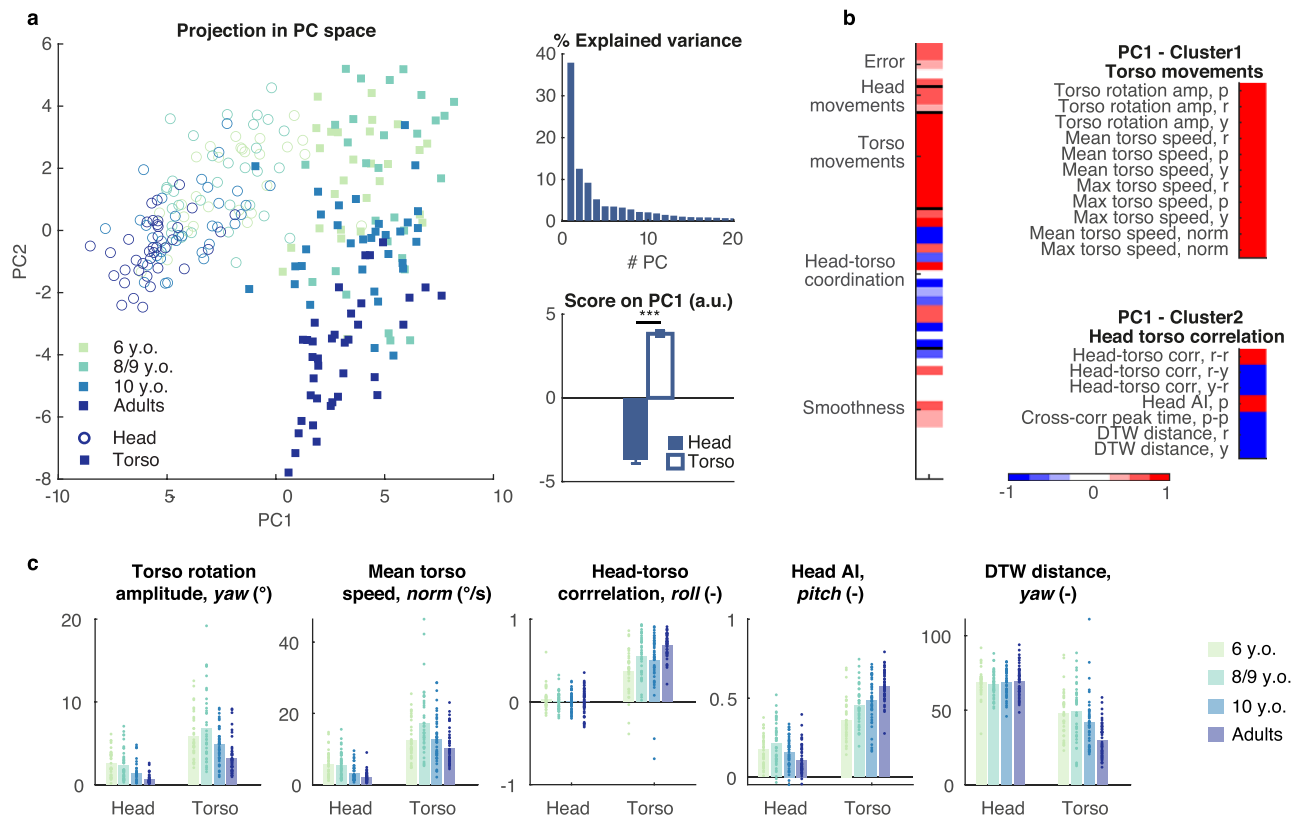 a
Projection in PC space
6
4
2
0
-2
-4
-6
-8
PC2
-10
5
0
5
10
PC1
6 y.o.
8/9 y.o.
10 y.o.
Adults
Head
Torso
% Explained variance
40
30
20
10
0
0
10
20
# PC
Score on PC1 (a.u.)
***
5
0
-5
Head
Torso
b
Error
Head
movements
Torso
movements
Head-torso
coordination
Smoothness
PC1 - Cluster1
Torso movements
Torso rotation amp, p
Torso rotation amp, r
Torso rotation amp, y
Mean torso speed, r
Mean torso speed, p
Mean torso speed, y
Max torso speed, r
Max torso speed, p
Max torso speed, y
Mean torso speed, norm
Max torso speed, norm
PC1 - Cluster2
Head torso correlation
Head-torso corr, r-r
Head-torso corr, r-y
Head-torso corr, y-r
Head AI, p
Cross-corr peak time, p-p
DTW distance, r
DTW distance, y
-1
0
1
c
Torso rotation
amplitude, yaw (°)
20
10
0
Head
Torso
Mean torso
speed, norm (°/s)
40
20
0
Head
Torso
Head-torso
corrrelation, roll (-)
1
0
-1
Head
Torso
Head AI,
pitch (-)
1
0.5
0
Head
Torso
DTW distance,
yaw (-)
100
50
0
Head
Torso
6 y.o.
8/9 y.o.
10 y.o.
Adults